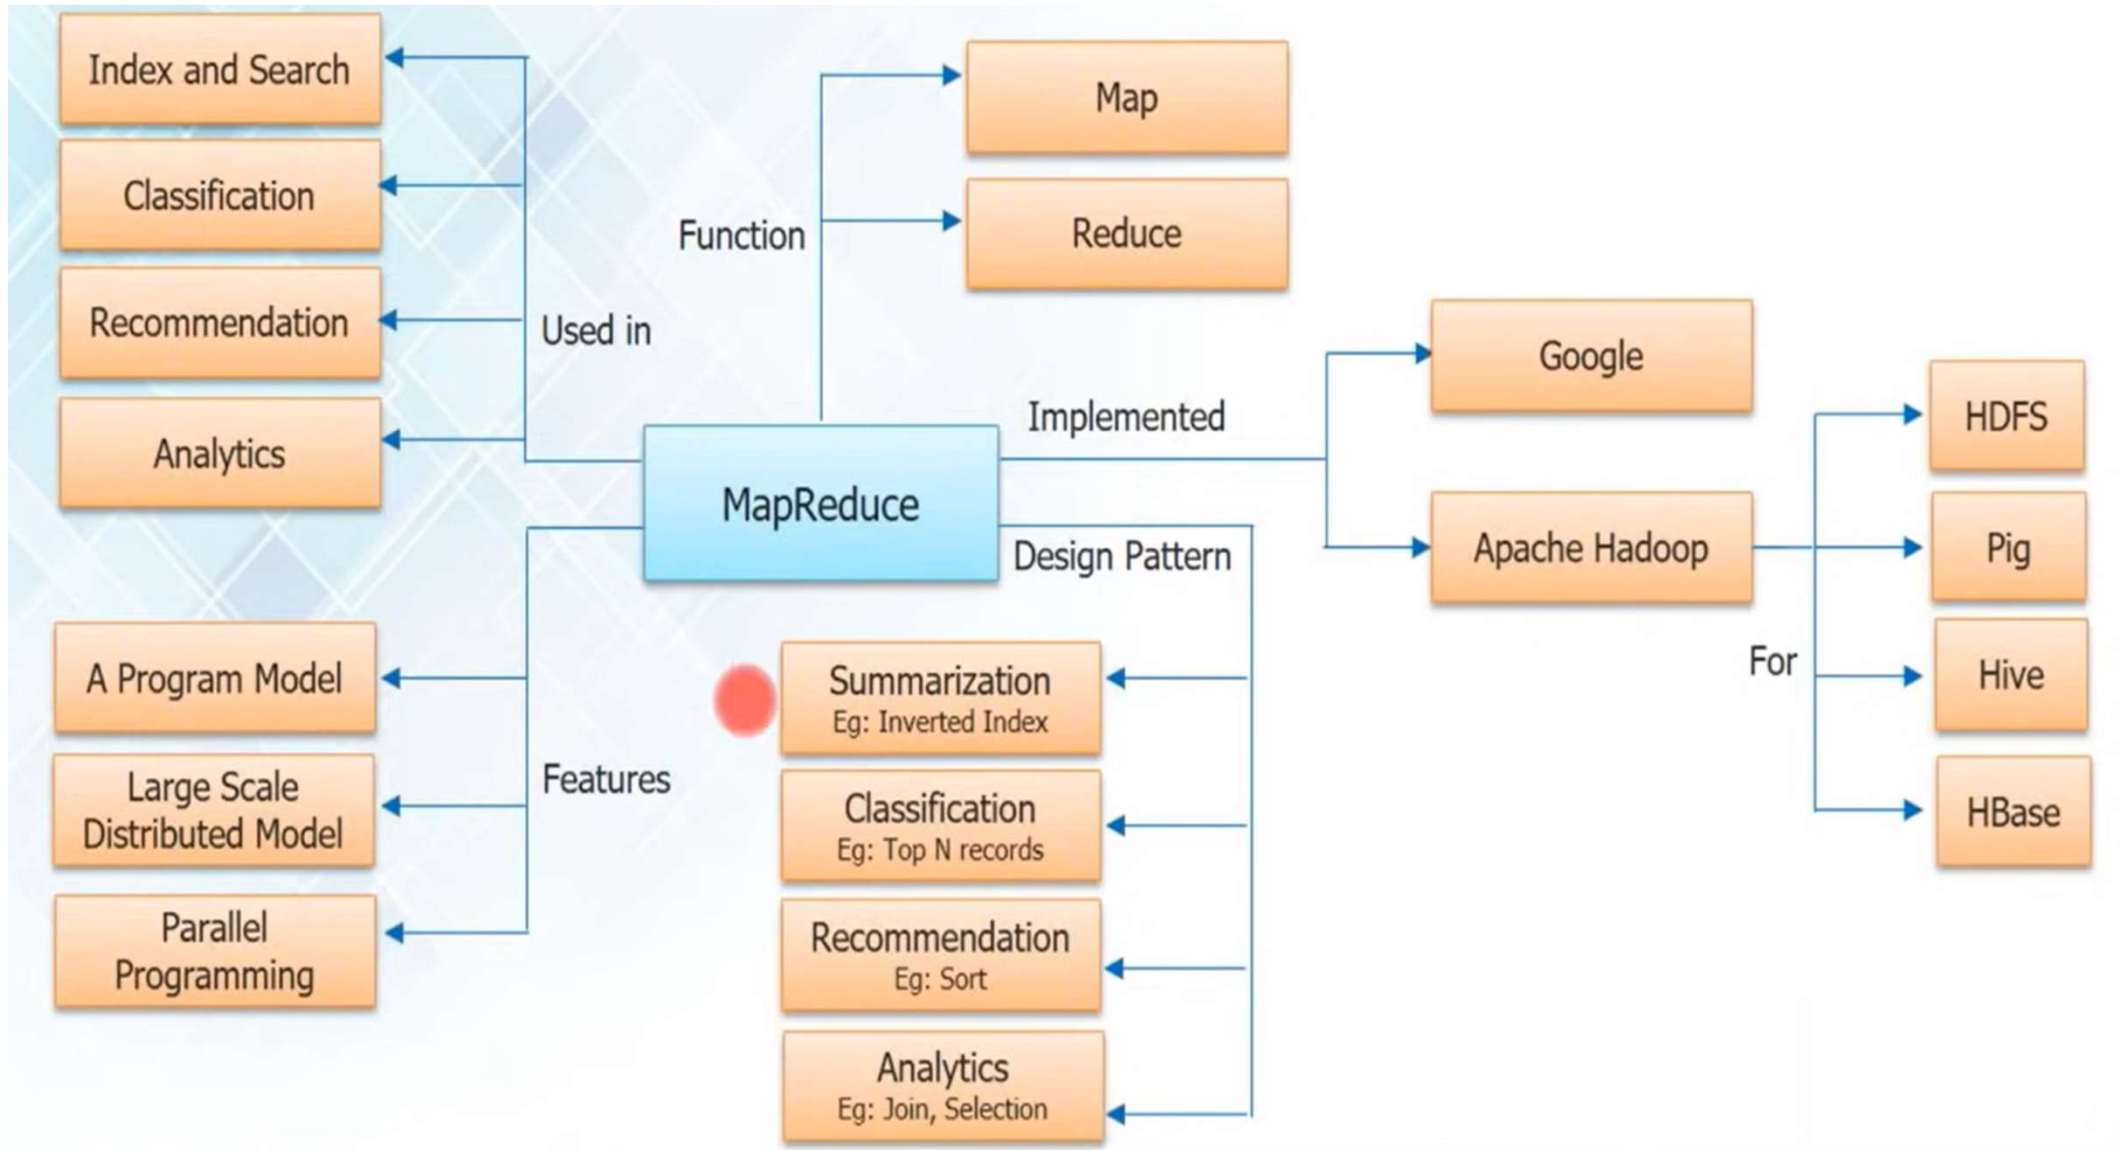 Index and Search
Classification
Recommendation
Analytics
Used in
Function
Map
Reduce
MapReduce
Implemented
Google
Apache Hadoop
For
HDFS
Pig
Hive
HBase
Design Pattern
Summarization
Eg: Inverted Index
Classification
Eg: Top N records
Recommendation
Eg: Sort
Analytics
Eg: Join, Selection
Features
A Program Model
Large Scale
Distributed Model
Parallel
Programming